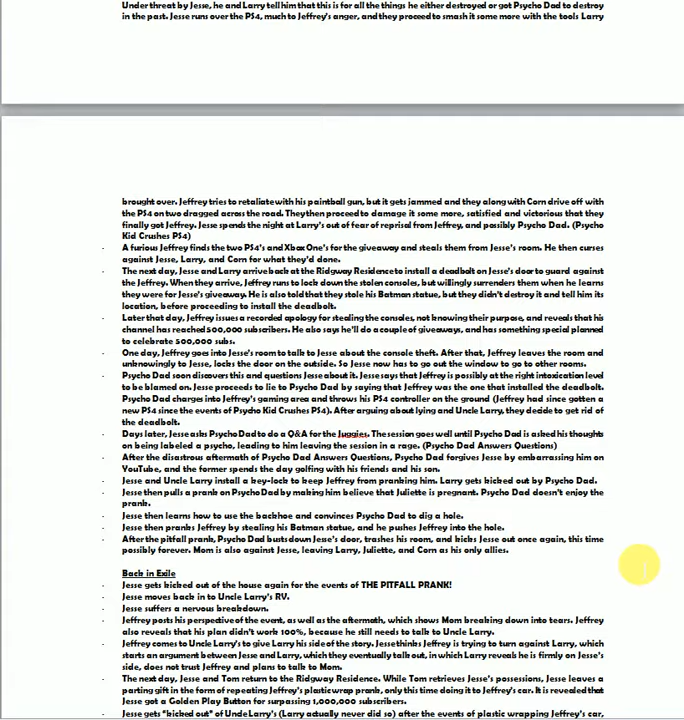 Under threat by Jesse, he and Larry tell him that this is for all the things he either destroyed or got Psycho Dad to destroy
in the past. Jesse runs over the PS4, much to Jeffrey's anger, and they proceed to smash it some more with the tools Larry
brought over. Jeffrey tries to retaliate with his paintball gun, but it gets jammed and they along with Corn drive off with
the PS4 on two dragged across the road. They then proceed to damage it some more, satisfied and victorious that they
finally got Jeffrey. Jesse spends the night at Larry's out of fear of reprisal from Jeffrey, and possibly Psycho Dad. (Psycho
Kid Crushes PS4)
- A furious Jeffrey finds the two PS4's and Xbox One's for the giveaway and steals them from Jesse's room. He then curses
against Jesse, Larry, and Corn for what they'd done.
- The next day, Jesse and Larry arrive back at the Ridgway Residence to install a deadbolt on Jesse's door to guard against
the Jeffrey. When they arrive, Jeffrey runs to lock down the stolen consoles, but willingly surrenders them when he learns
they were for Jesse's giveaway. He is also told that they stole his Batman statue, but they didn't destroy it and tell him its
location, before proceeding to install the deadbolt.
- Later that day, Jeffrey issues a recorded apology for stealing the consoles, not knowing their purpose, and reveals that his
channel has reached 500,000 subscribers. He also says he'll do a couple of giveaways, and has something special planned
to celebrate 500,000 subs.
- One day, Jeffrey goes into Jesse's room to talk to Jesse about the console theft. After that, Jeffrey leaves the room and
unknowingly to Jesse, locks the door on the outside. So Jesse now has to go out the window to go to other rooms.
- Psycho Dad soon discovers this and questions Jesse about it. Jesse says that Jeffrey is possibly at the right intoxication level
to be blamed on. Jesse proceeds to lie to Psycho Dad by saying that Jeffrey was the one that installed the deadbolt.
Psycho Dad charges into Jeffrey's gaming area and throws his PS4 controller on the ground (Jeffrey had since gotten a
new PS4 since the events of Psycho Kid Crushes PS4). After arguing about lying and Uncle Larry, they decide to get rid of
the deadbolt.
- Days later, Jesse asks Psycho Dad to do a Q&A for the Juggies. The session goes well until Psycho Dad is asked his thoughts
on being labeled a psycho, leading to him leaving the session in a rage. (Psycho Dad Answers Questions)
- After the disastrous aftermath of Psycho Dad Answers Questions, Psycho Dad forgives Jesse by embarrassing him on
YouTube, and the former spends the day golfing with his friends and his son.
- Jesse and Uncle Larry install a key-lock to keep Jeffrey from pranking him. Larry gets kicked out by Psycho Dad.
- Jesse then pulls a prank on Psycho Dad by making him believe that Juliette is pregnant. Psycho Dad doesn't enjoy the
prank.
- Jesse then learns how to use the backhoe and convinces Psycho Dad to dig a hole.
- Jesse then pranks Jeffrey by stealing his Batman statue, and he pushes Jeffrey into the hole.
- After the pitfall prank, Psycho Dad busts down Jesse's door, trashes his room, and kicks Jesse out once again, this time
possibly forever. Mom is also against Jesse, leaving Larry, Juliette, and Corn as his only allies.
Back in Exile
- Jesse gets kicked out of the house again for the events of THE PITFALL PRANK!
- Jesse moves back in to Uncle Larry's RV.
- Jesse suffers a nervous breakdown.
- Jeffrey posts his perspective of the event, as well as the aftermath, which shows Mom breaking down into tears. Jeffrey
also reveals that his plan didn't work 100%, because he still needs to talk to Uncle Larry.
- Jeffrey comes to Uncle Larry's to give Larry his side of the story. Jesse thinks Jeffrey is trying to turn against Larry, which
starts an argument between Jesse and Larry, which they eventually talk out, in which Larry reveals he is firmly on Jesse's
side, does not trust Jeffrey and plans to talk to Mom.
- The next day, Jesse and Tom return to the Ridgway Residence. While Tom retrieves Jesse's possessions, Jesse leaves a
parting gift in the form of repeating Jeffrey's plastic wrap prank, only this time doing it to Jeffrey's car. It is revealed that
Jesse got a Golden Play Button for surpassing 1,000,000 subscribers.
- Jesse gets "kicked out" of Uncle Larry's (Larry actually never did so) after the events of plastic wrapping Jeffrey's car,